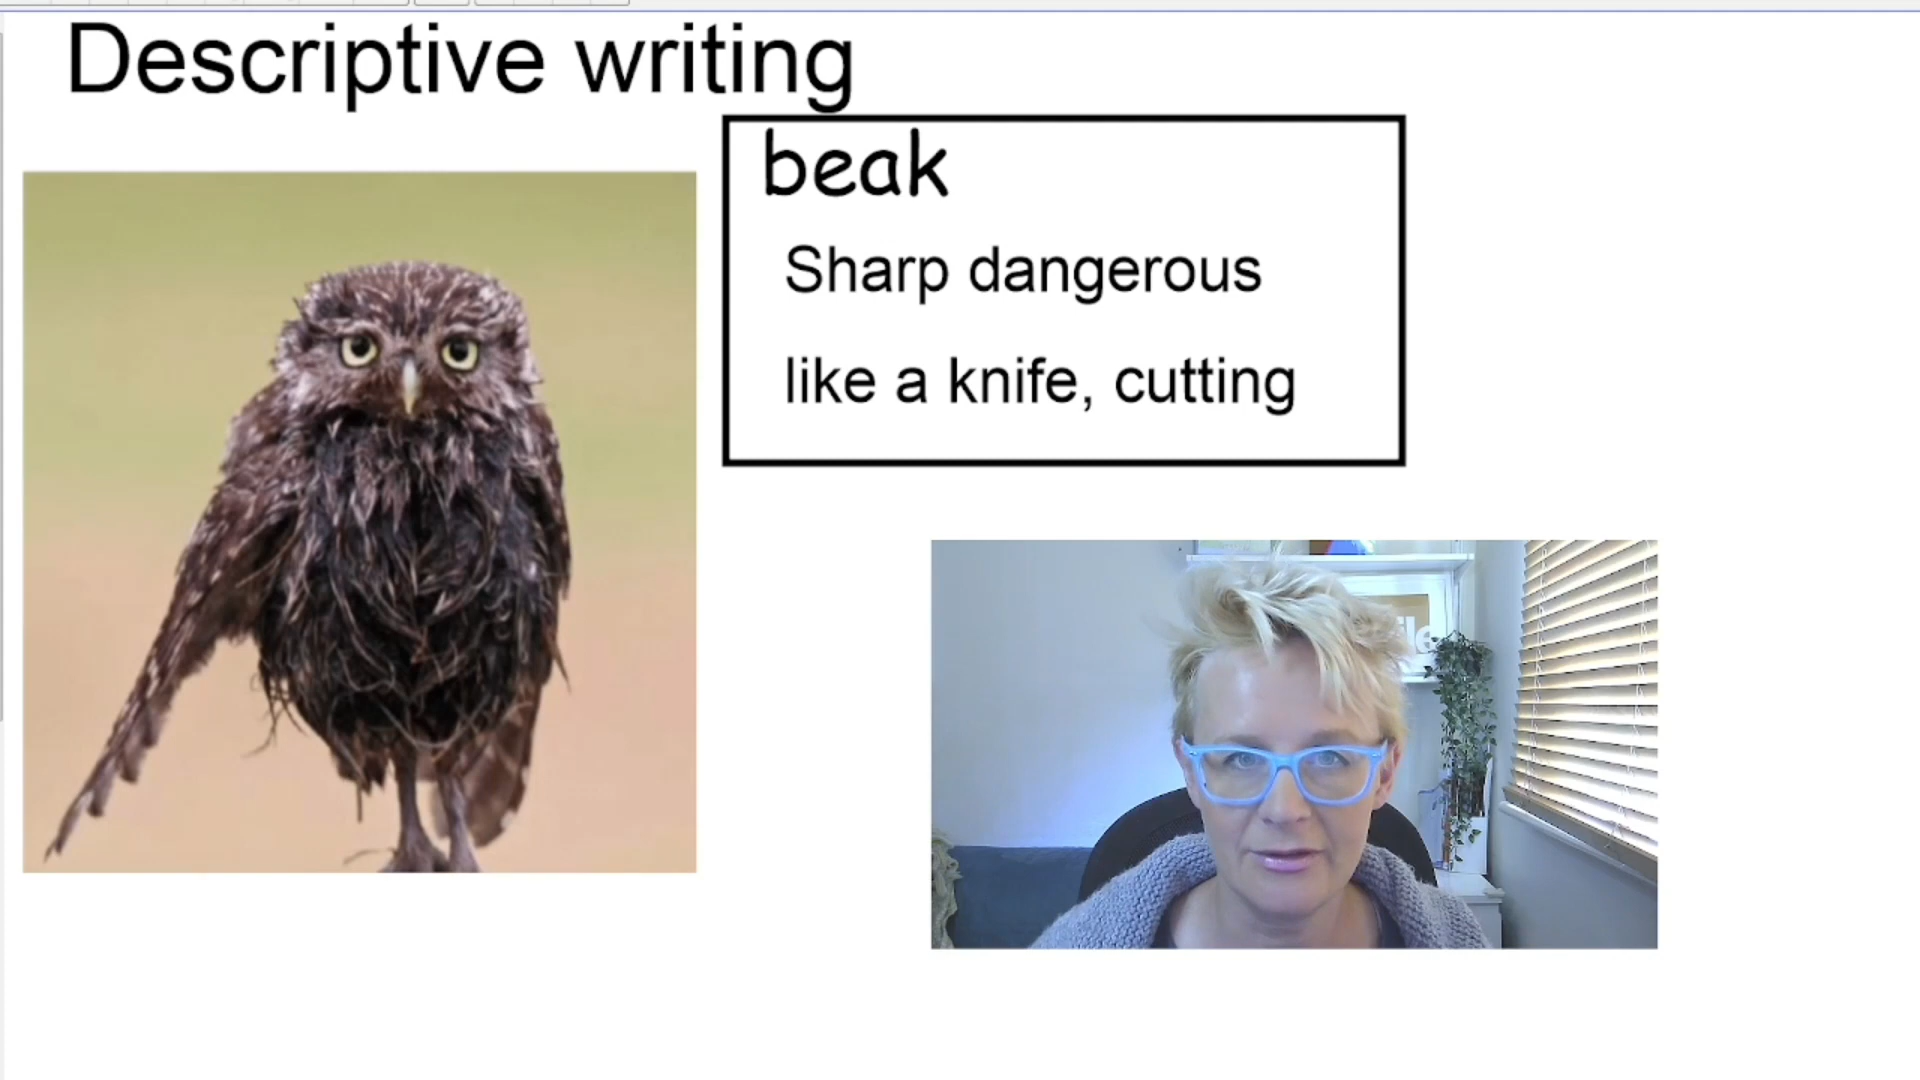 Descriptive writing
beak
Sharp dangerous
like a knife, cutting